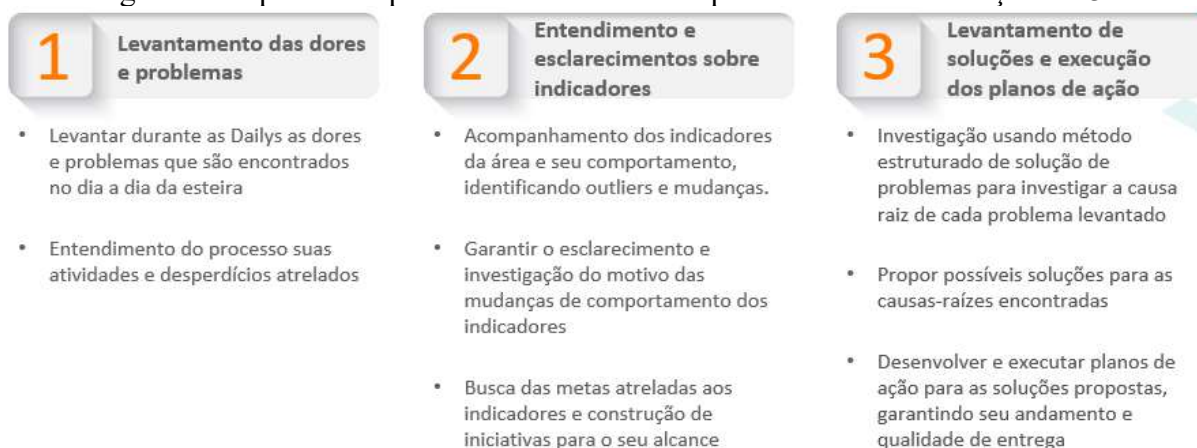 1
Levantamento das dores
e problemas
• Levantar durante as Dailys as dores
e problemas que são encontrados
no dia a dia da esteira
• Entendimento do processo suas
atividades e desperdícios atrelados
2
Entendimento e
esclarecimentos sobre
indicadores
• Acompanhamento dos indicadores
da área e seu comportamento,
identificando outliers e mudanças.
• Garantir o esclarecimento e
investigação do motivo das
mudanças de comportamento dos
indicadores
• Busca das metas atreladas aos
indicadores e construção de
iniciativas para o seu alcance
3
Levantamento de
soluções e execução
dos planos de ação
• Investigação usando método
estruturado de solução de
problemas para investigar a causa
raiz de cada problema levantado
• Propor possíveis soluções para as
causas-raízes encontradas
• Desenvolver e executar planos de
ação para as soluções propostas,
garantindo seu andamento e
qualidade de entrega